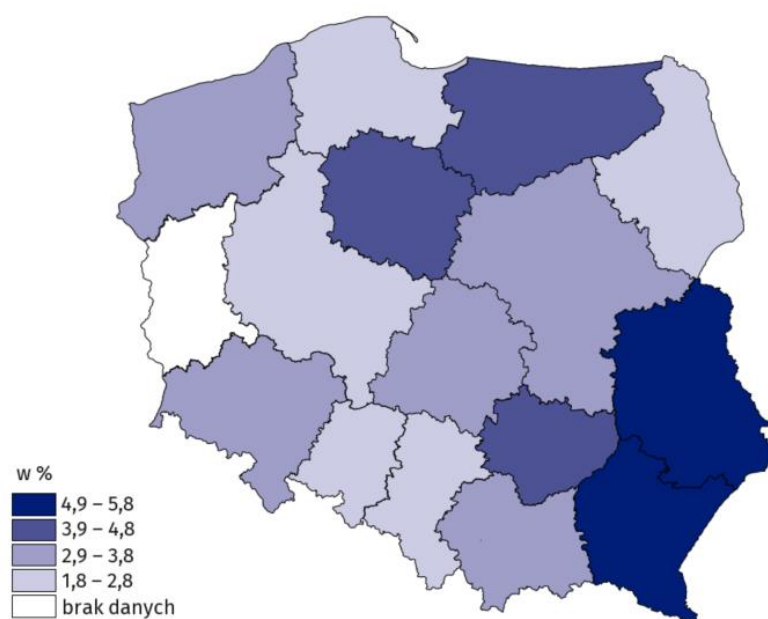 w %
4,9 – 5,8
3,9 – 4,8
2,9 – 3,8
1,8 – 2,8
brak danych